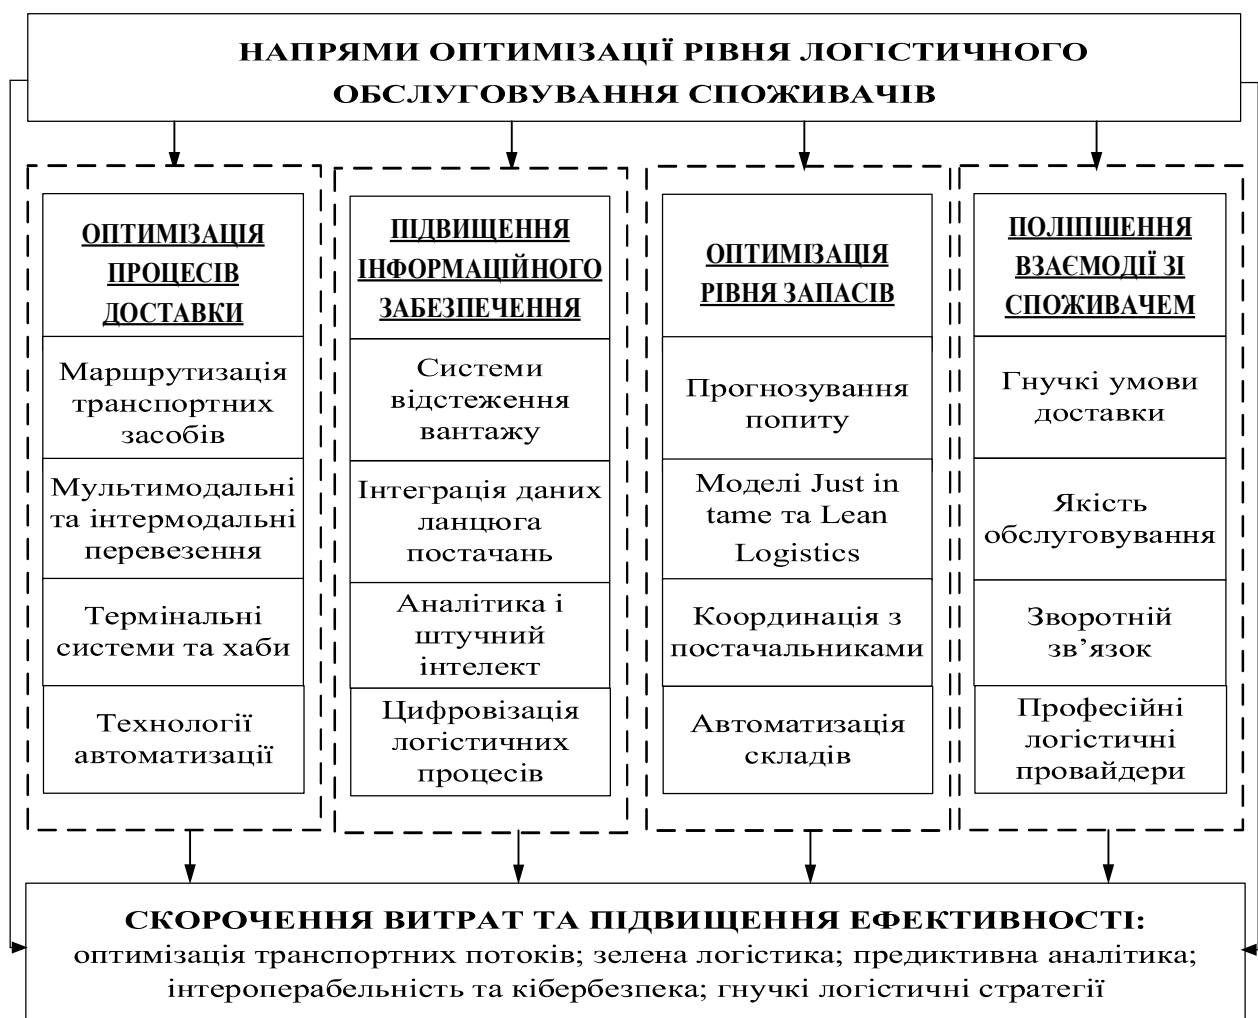 НАПРЯМИ ОПТИМІЗАЦІЇ РІВНЯ ЛОГІСТИЧНОГО
ОБСЛУГОВУВАННЯ СПОЖИВАЧІВ
ОПТИМІЗАЦІЯ
ПРОЦЕСІВ
ДОСТАВКИ
Маршрутизація
транспортних
засобів
Мультимодальні
та інтермодальні
перевезення
Термінальні
системи та хаби
Технології
автоматизації
ПІДВИЩЕННЯ
ІНФОРМАЦІЙНОГО
ЗАБЕЗПЕЧЕННЯ
Системи
відстеження
вантажу
Інтеграція даних
ланцюга
постачань
Аналітика і
штучний
інтелект
Цифровізація
логістичних
процесів
ОПТИМІЗАЦІЯ
РІВНЯ ЗАПАСІВ
Прогнозування
попиту
Моделі Just in
tame та Lean
Logistics
Координація з
постачальниками
Автоматизація
складів
ПОЛІПШЕННЯ
ВЗАЄМОДІЇ ЗІ
СПОЖИВАЧЕМ
Гнучкі умови
доставки
Якість
обслуговування
Зворотній
зв’язок
Професійні
логістичні
провайдери
СКОРОЧЕННЯ ВИТРАТ ТА ПІДВИЩЕННЯ ЕФЕКТИВНОСТІ:
оптимізація транспортних потоків; зелена логістика; предиктивна аналітика;
інтероперабельність та кібербезпека; гнучкі логістичні стратегії